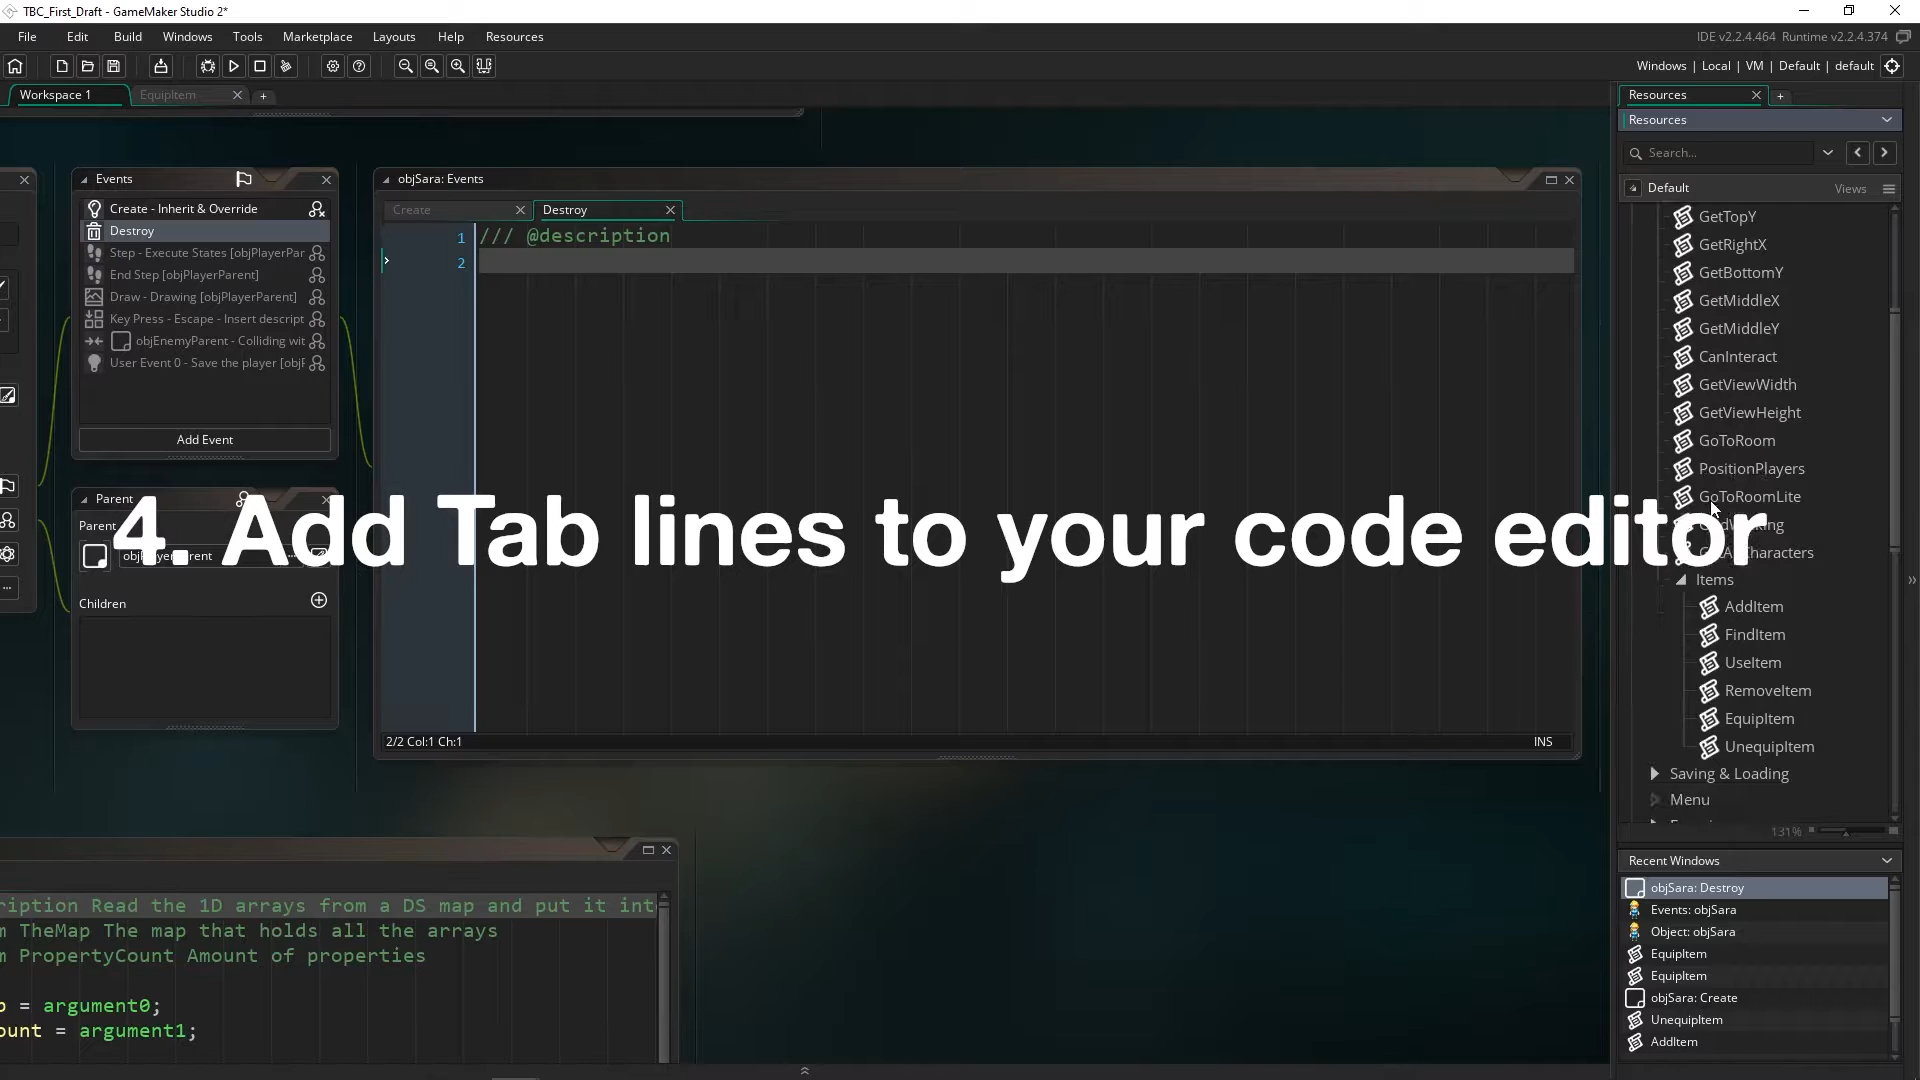 TBC_First_Draft - GameMaker Studio 2*
File Edit Build Windows Tools Marketplace Layouts Help Resources
IDE v2.2.4.464 Runtime v2.2.4.374
Windows | Local | VM | Default | default
Workspace 1
EquipItem
Resources
Resources
Search...
Default
Views
GetTopY
GetRightX
GetBottomY
GetMiddleX
GetMiddleY
CanInteract
GetViewWidth
GetViewHeight
GoToRoom
PositionPlayers
GoToRoomLite
Characters
Items
AddItem
FindItem
UseItem
RemoveItem
EquipItem
UnequipItem
Saving & Loading
Menu
131%
Events
Create - Inherit & Override
Destroy
Step - Execute States [objPlayerPar
End Step [objPlayerParent]
Draw - Drawing [objPlayerParent]
Key Press - Escape - Insert descript
objEnemyParent - Colliding wit
User Event 0 - Save the player [objF
Add Event
Parent
Parent
Children
objSara: Events
Create
Destroy
1 /// @description
2
2/2 Col:1 Ch:1
INS
4. Add Tab lines to your code editor
ription Read the 1D arrays from a DS map and put it int
m TheMap The map that holds all the arrays
m PropertyCount Amount of properties
p = argument0;
ount = argument1;
Recent Windows
objSara: Destroy
Events: objSara
Object: objSara
EquipItem
EquipItem
objSara: Create
UnequipItem
AddItem